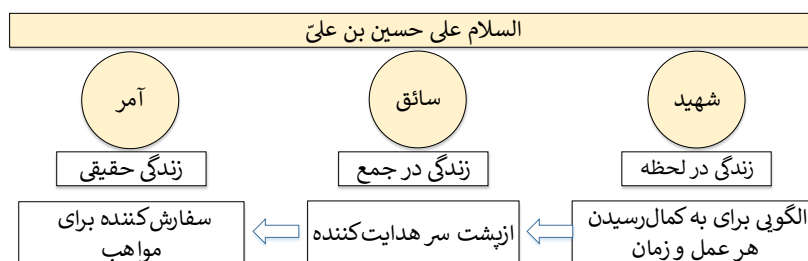 السلام علی حسین بن علیّ
شهید
سائق
آمر
زندگی در لحظه
زندگی در جمع
زندگی حقیقی
الگویی برای به کمال‌رسیدن
هر عمل و زمان
ازپشت سر هدایت‌کننده
سفارش‌کننده برای
مواهب